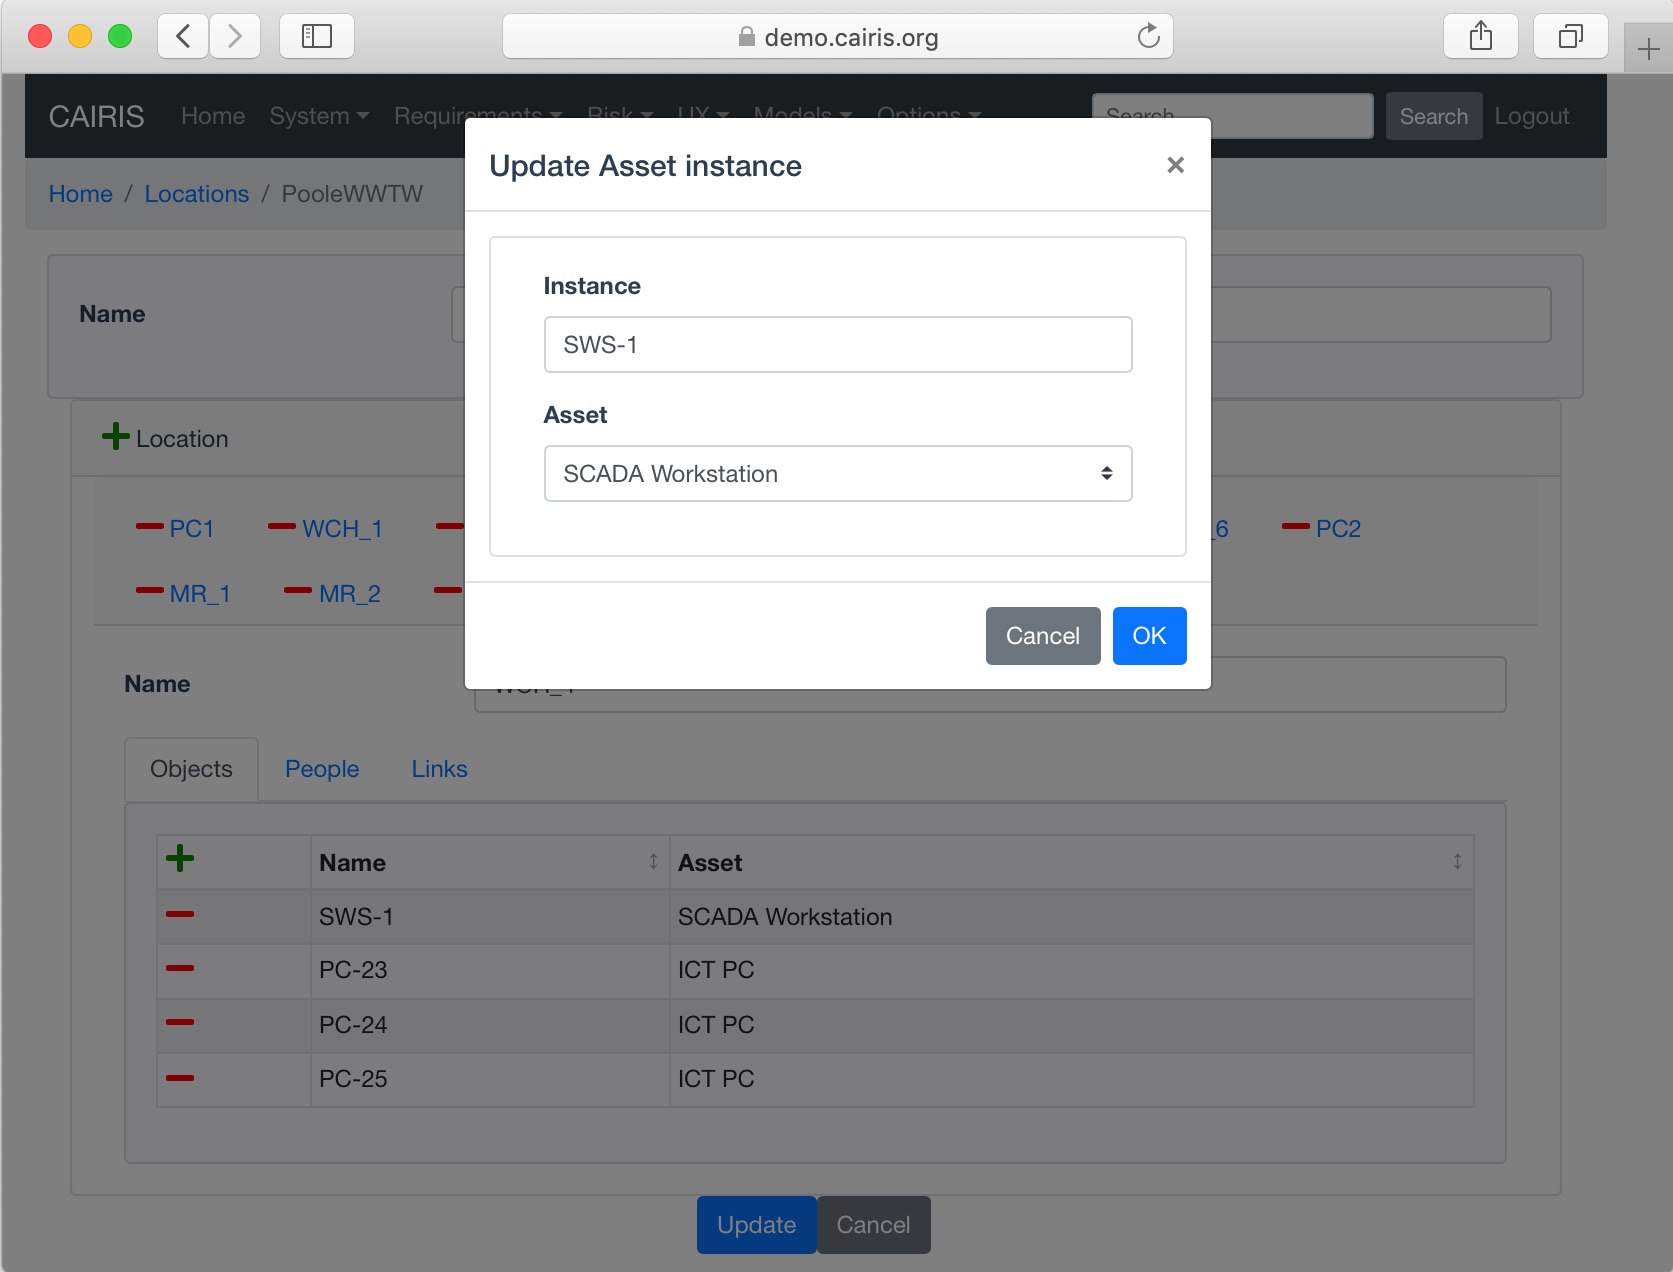 demo.cairis.org
CAIRIS Home System Requirements Risk UX Models Options Search Search Logout
Home / Locations / PooleWWTW
Update Asset instance ×
Name
Instance
SWS-1
Asset
SCADA Workstation
Location
PC1 WCH_1 _6 PC2
MR_1 MR_2
Cancel OK
Name
Objects People Links
Name Asset
SWS-1 SCADA Workstation
PC-23 ICT PC
PC-24 ICT PC
PC-25 ICT PC
Update Cancel